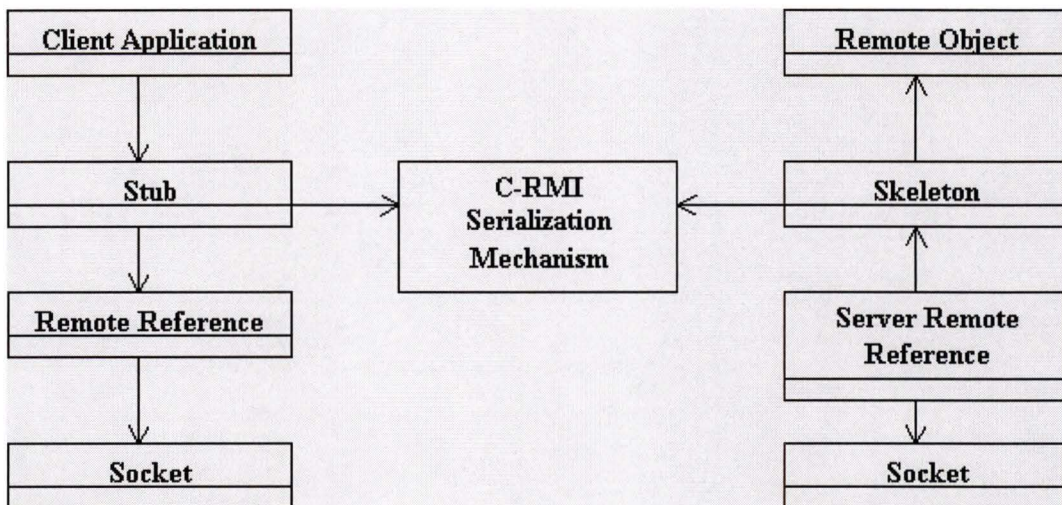 Client Application
Remote Object
Stub
C-RMI
Serialization
Mechanism
Skeleton
Remote Reference
Server Remote
Reference
Socket
Socket